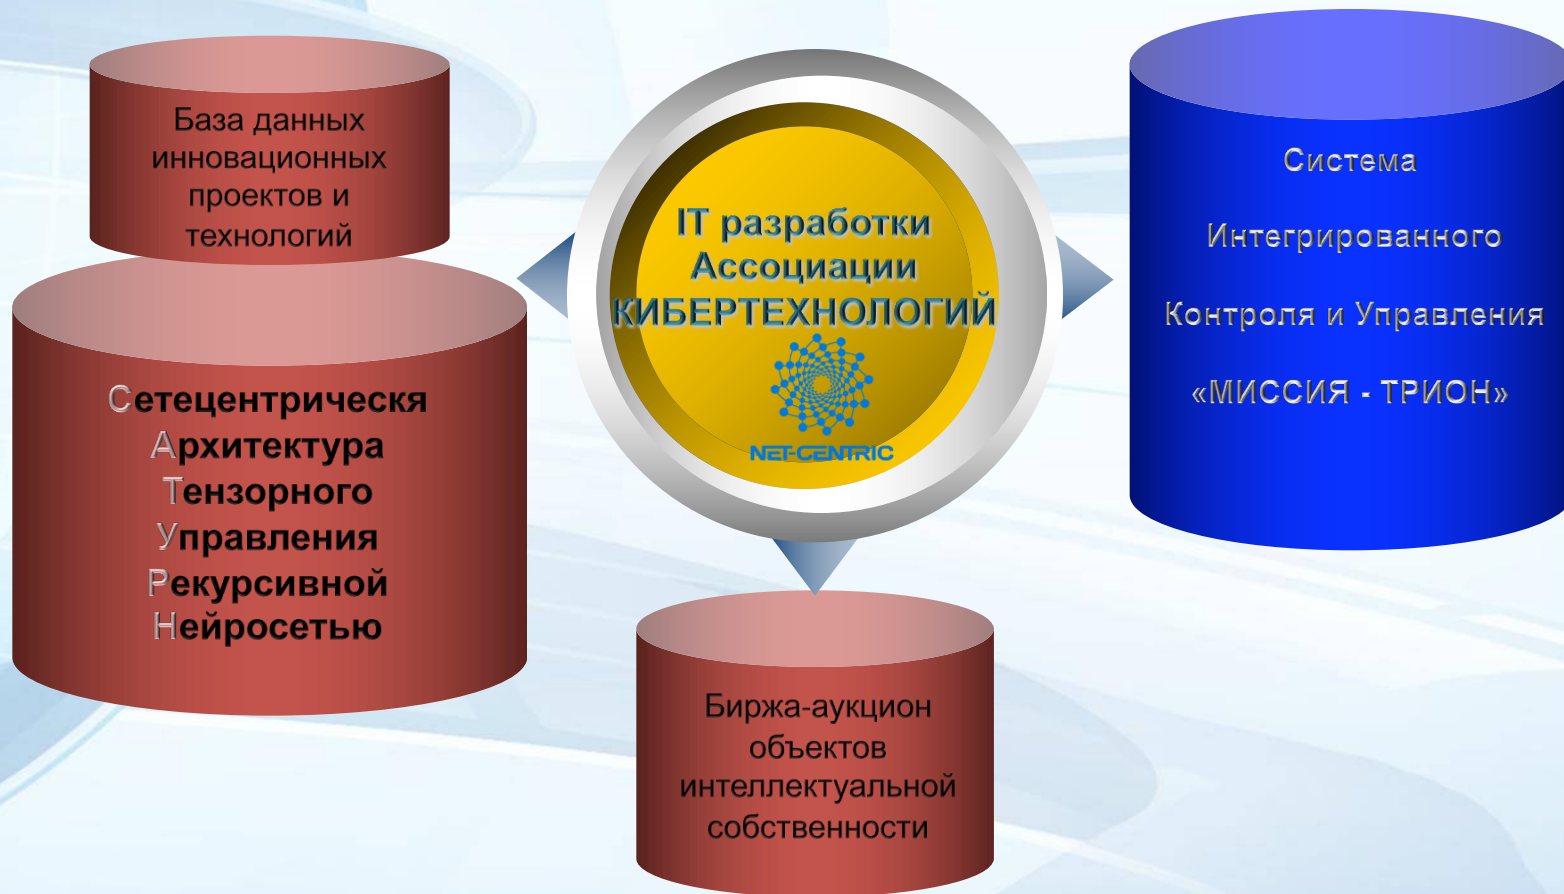 База данных
инновационных
проектов и
технологий
Сетецентрическя
Архитектура
Тензорного
Управления
Рекурсивной
Нейросетью
IT разработки
Ассоциации
КИБЕРТЕХНОЛОГИЙ
NET-CENTRIC
Биржа-аукцион
объектов
интеллектуальной
собственности
Система
Интегрированного
Контроля и Управления
«МИССИЯ - ТРИОН»